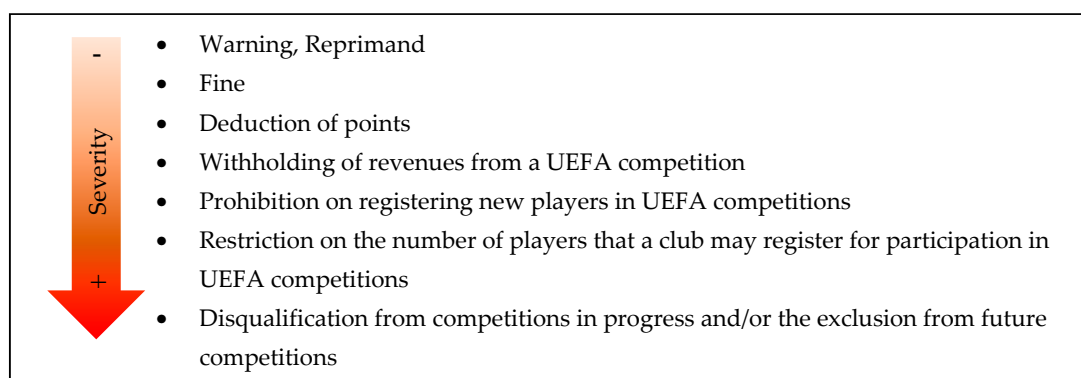 -
Severity
+
• Warning, Reprimand
• Fine
• Deduction of points
• Withholding of revenues from a UEFA competition
• Prohibition on registering new players in UEFA competitions
• Restriction on the number of players that a club may register for participation in
UEFA competitions
• Disqualification from competitions in progress and/or the exclusion from future
competitions